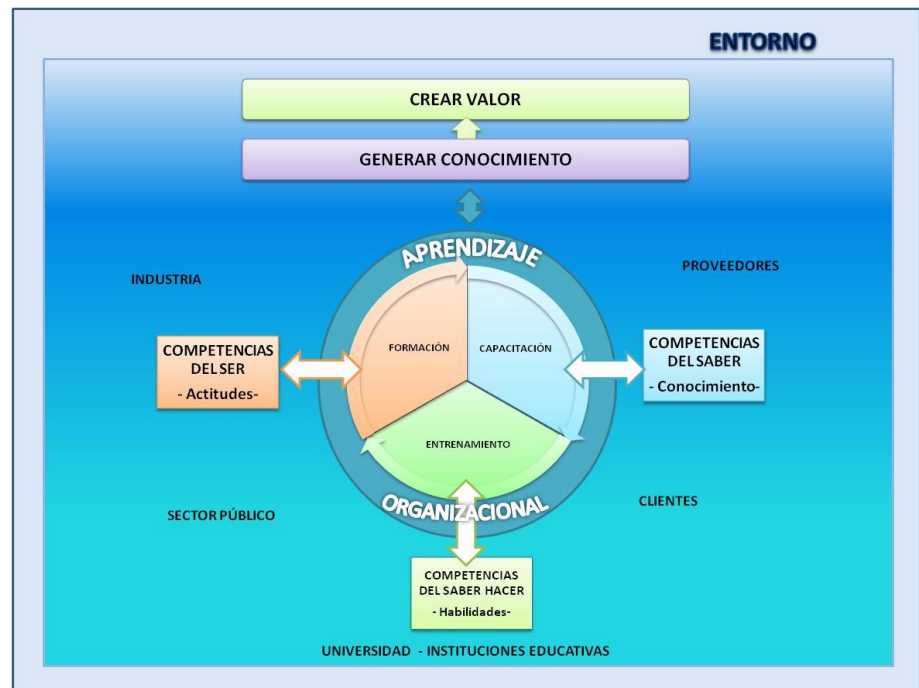 ENTORNO
CREAR VALOR
GENERAR CONOCIMIENTO
APRENDIZAJE
PROVEEDORES
INDUSTRIA
FORMACIÓN
CAPACITACIÓN
COMPETENCIAS
DEL SER
- Actitudes-
COMPETENCIAS
DEL SABER
- Conocimiento-
ENTRENAMIENTO
ORGANIZACIONAL
CLIENTES
SECTOR PÚBLICO
COMPETENCIAS
DEL SABER HACER
- Habilidades-
UNIVERSIDAD - INSTITUCIONES EDUCATIVAS